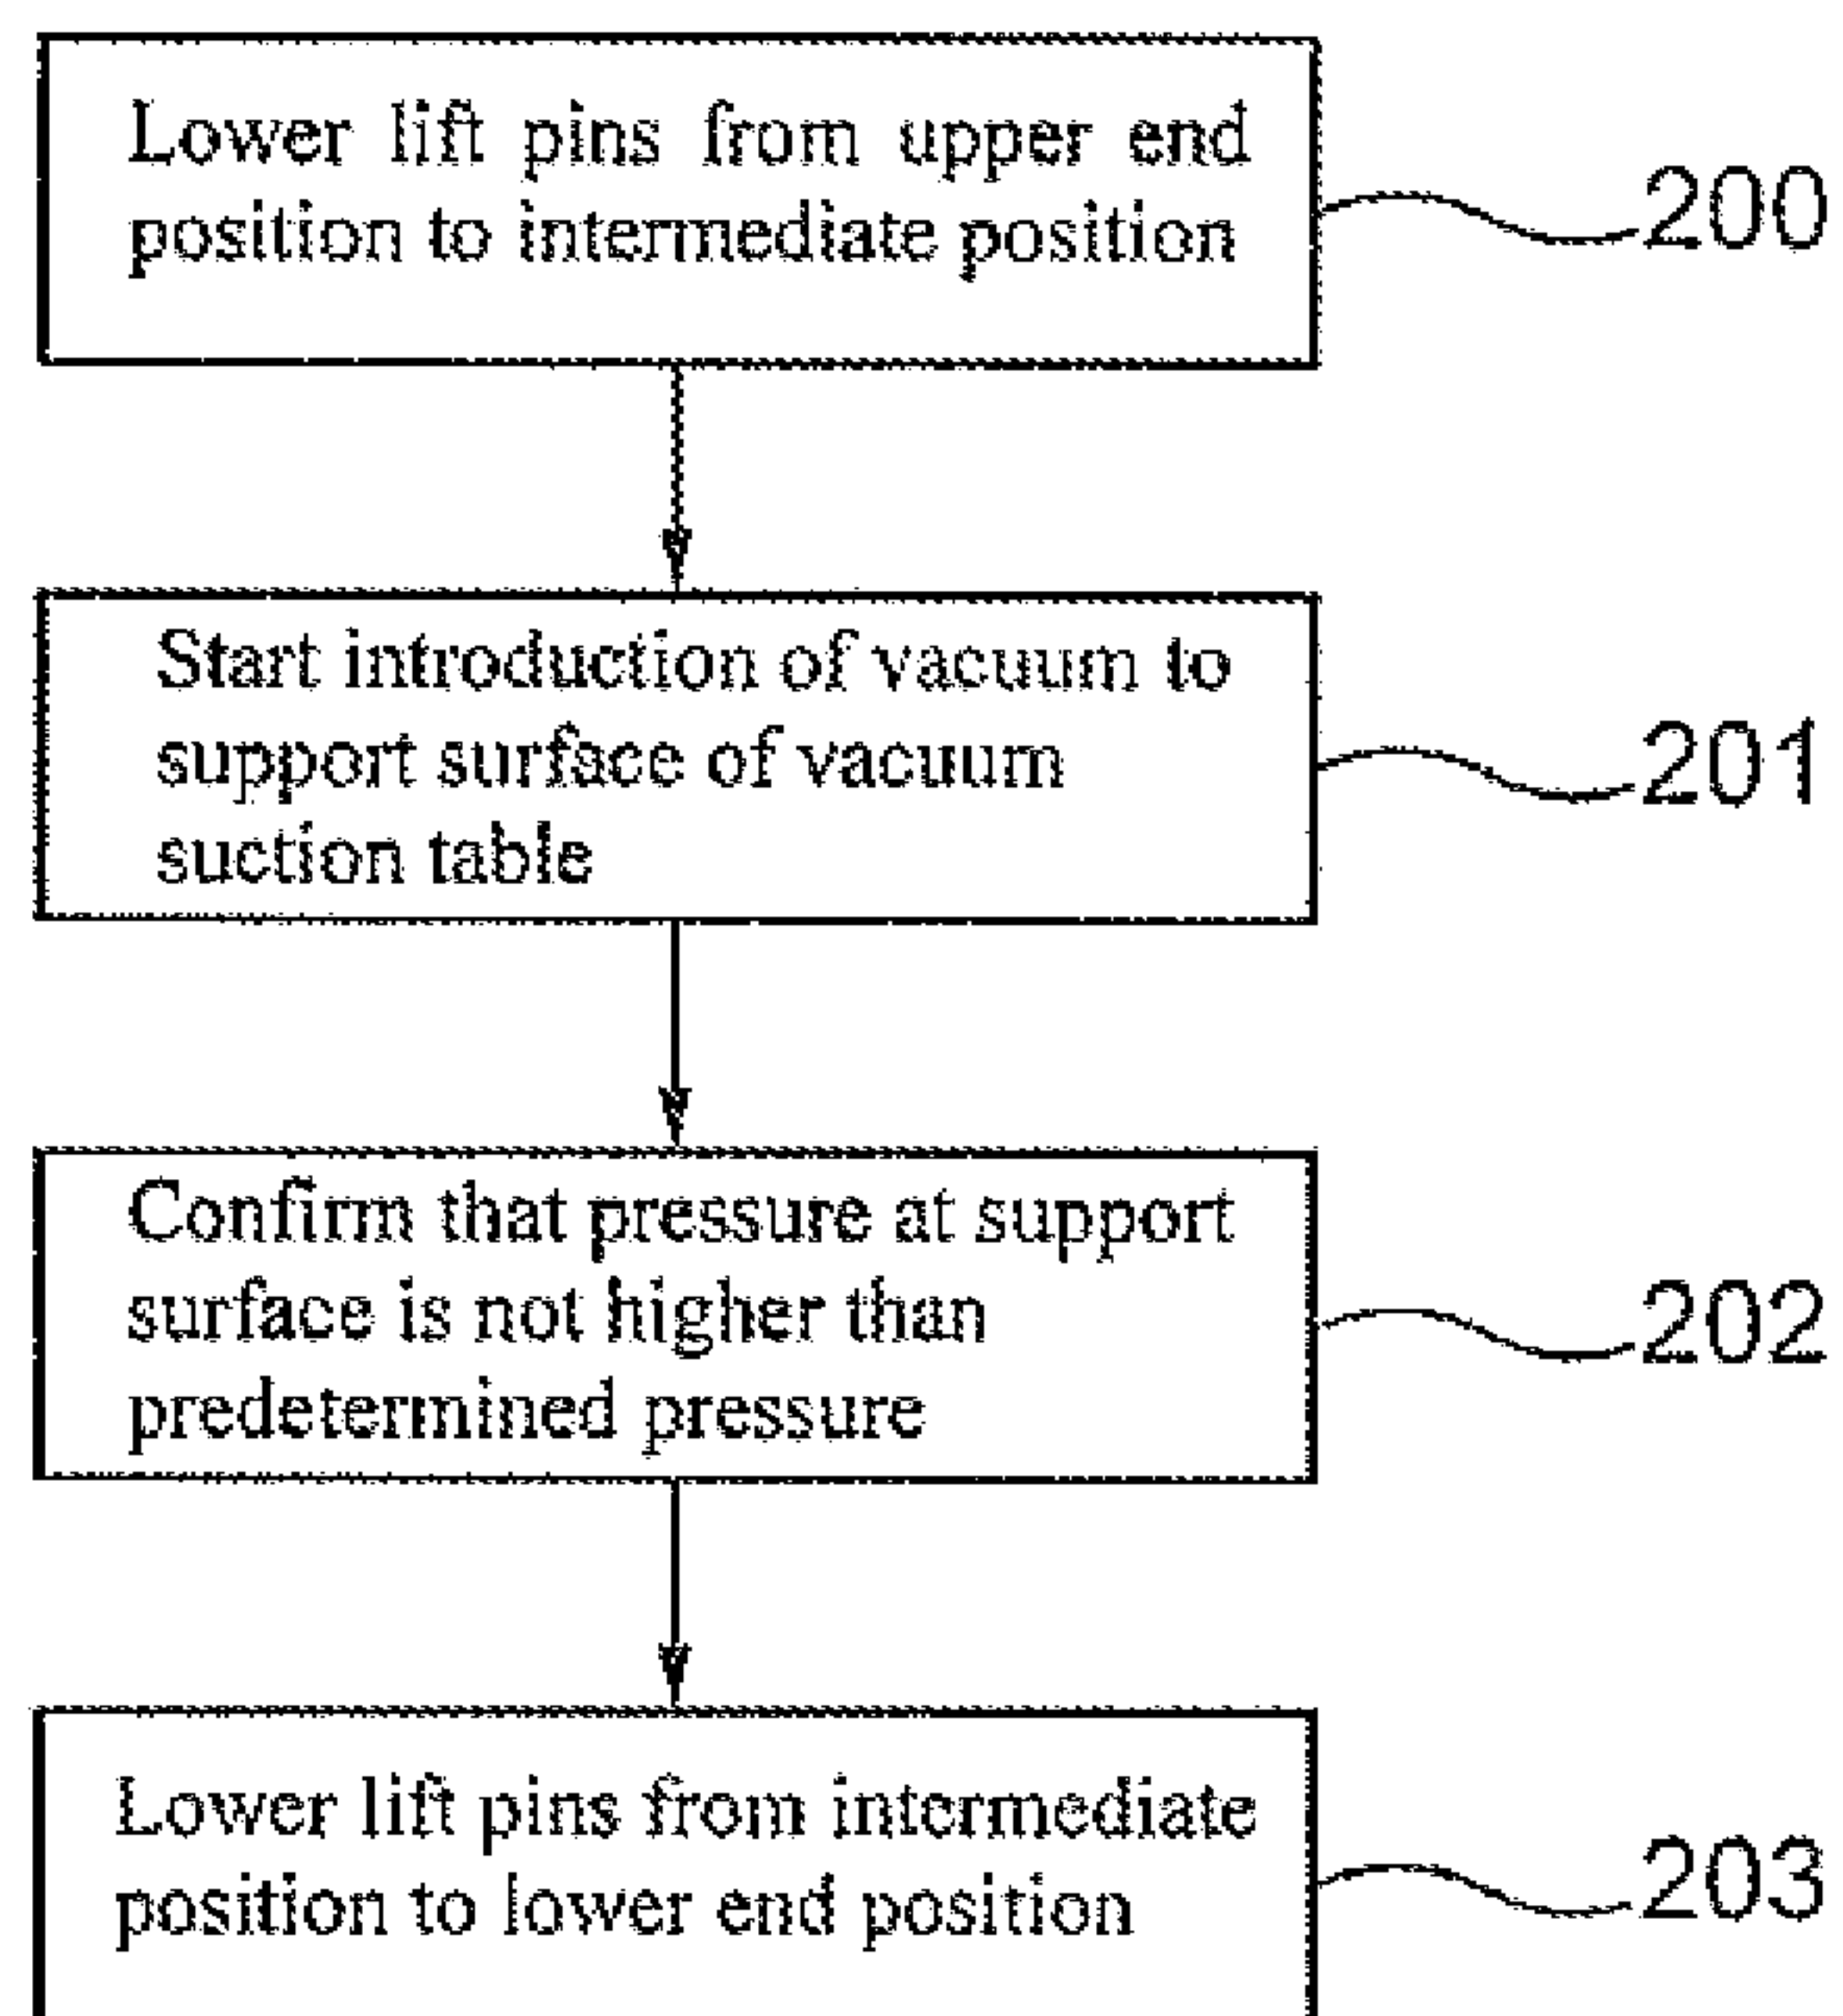 Lower lift pins from upper end
position to intermediate position
200
Start introduction of vacuum to
support surface of vacuum
suction table
201
Confirm that pressure at support
surface is not higher than
predetermined pressure
202
Lower lift pins from intermediate
position to lower end position
203